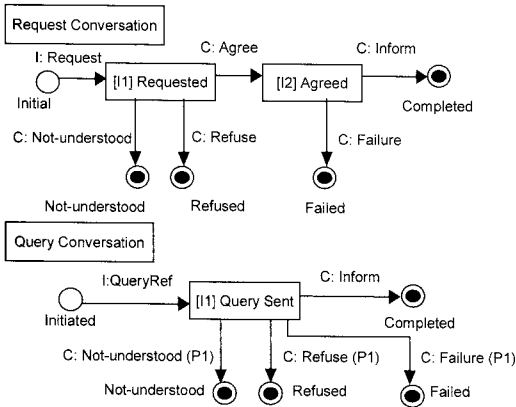 Request Conversation
I: Request
C: Agree
C: Inform
[I1] Requested
[I2] Agreed
Initial
Completed
C: Not-understood
C: Refuse
C: Failure
Not-understood
Refused
Failed
Query Conversation
I:QueryRef
C: Inform
[I1] Query Sent
Initiated
Completed
C: Not-understood (P1)
C: Refuse (P1)
C: Failure (P1)
Not-understood
Refused
Failed